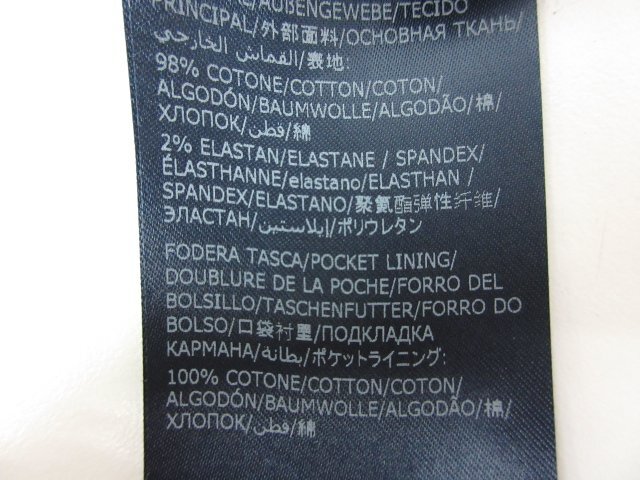 /AUßENGEWEBE/TECIDO
PRINCIPAL/外部面料/ОСНОВНАЯ ТКАНЬ/
القماش الخارجي/表地:
98% COTONE/COTTON/COTON/
ALGODÓN/BAUMWOLLE/ALGODÃO/棉/
ХЛОПОК/قطن/綿
2% ELASTAN/ELASTANE / SPANDEX/
ÉLASTHANNE/elastano/ELASTHAN /
SPANDEX/ELASTANO/聚氨酯弹性纤维/
ЭЛАСТАН/إيلاستين/ポリウレタン
FODERA TASCA/POCKET LINING/
DOUBLURE DE LA POCHE/FORRO DEL
BOLSILLO/TASCHENFUTTER/FORRO DO
BOLSO/口袋衬里/ПОДКЛАДКА
КАРМАНА/بطانة/ポケットライニング:
100% COTONE/COTTON/COTON/
ALGODÓN/BAUMWOLLE/ALGODÃO/棉/
ХЛОПОК/قطن/綿